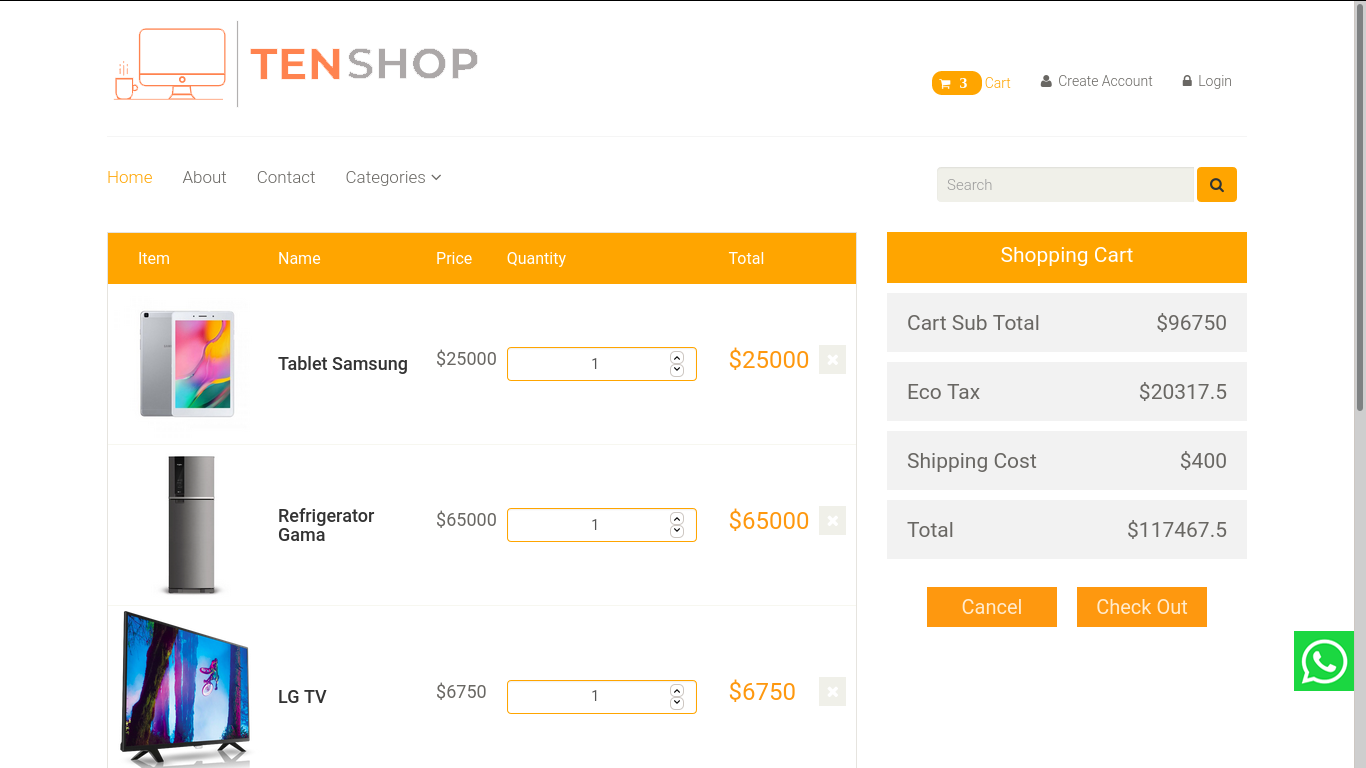 TENSHOP
3 Cart
Create Account
Login
Home
About
Contact
Categories
Search
Item
Name
Price
Quantity
Total
Tablet Samsung
$25000
1
$25000
Refrigerator
Gama
$65000
1
$65000
LG TV
$6750
1
$6750
Shopping Cart
Cart Sub Total $96750
Eco Tax $20317.5
Shipping Cost $400
Total $117467.5
Cancel
Check Out